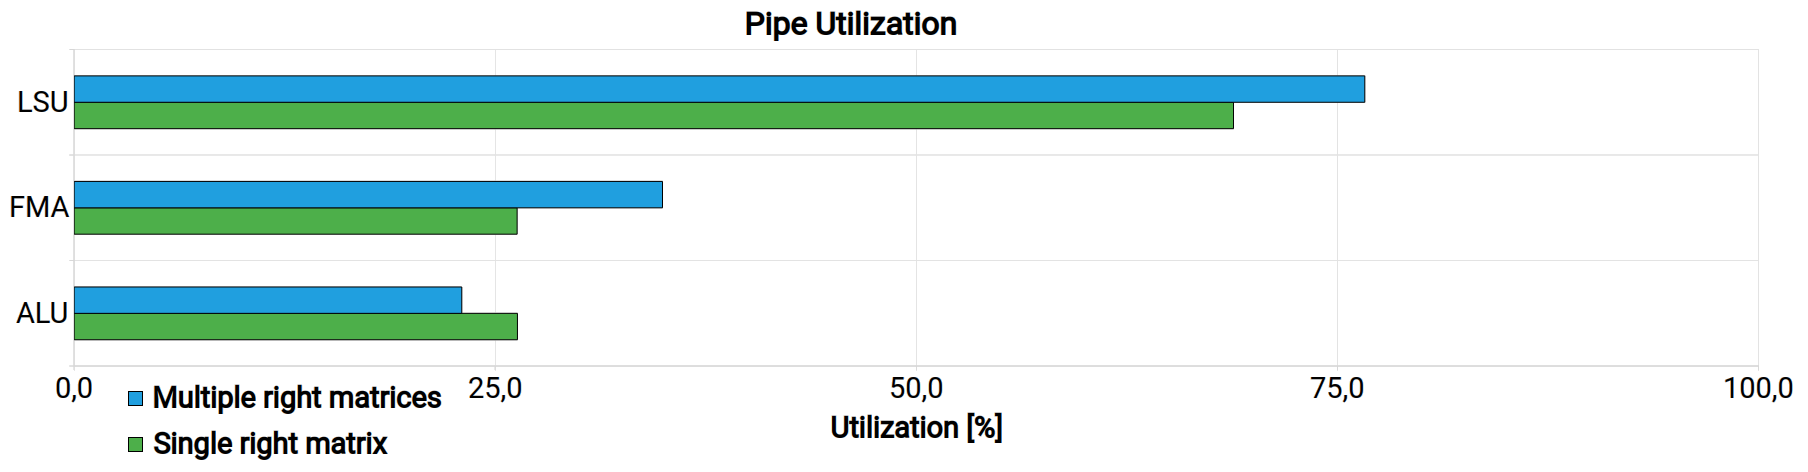 Pipe Utilization
LSU
FMA
ALU
0,0
25,0
50,0
75,0
100,0
Multiple right matrices
Utilization [%]
Single right matrix